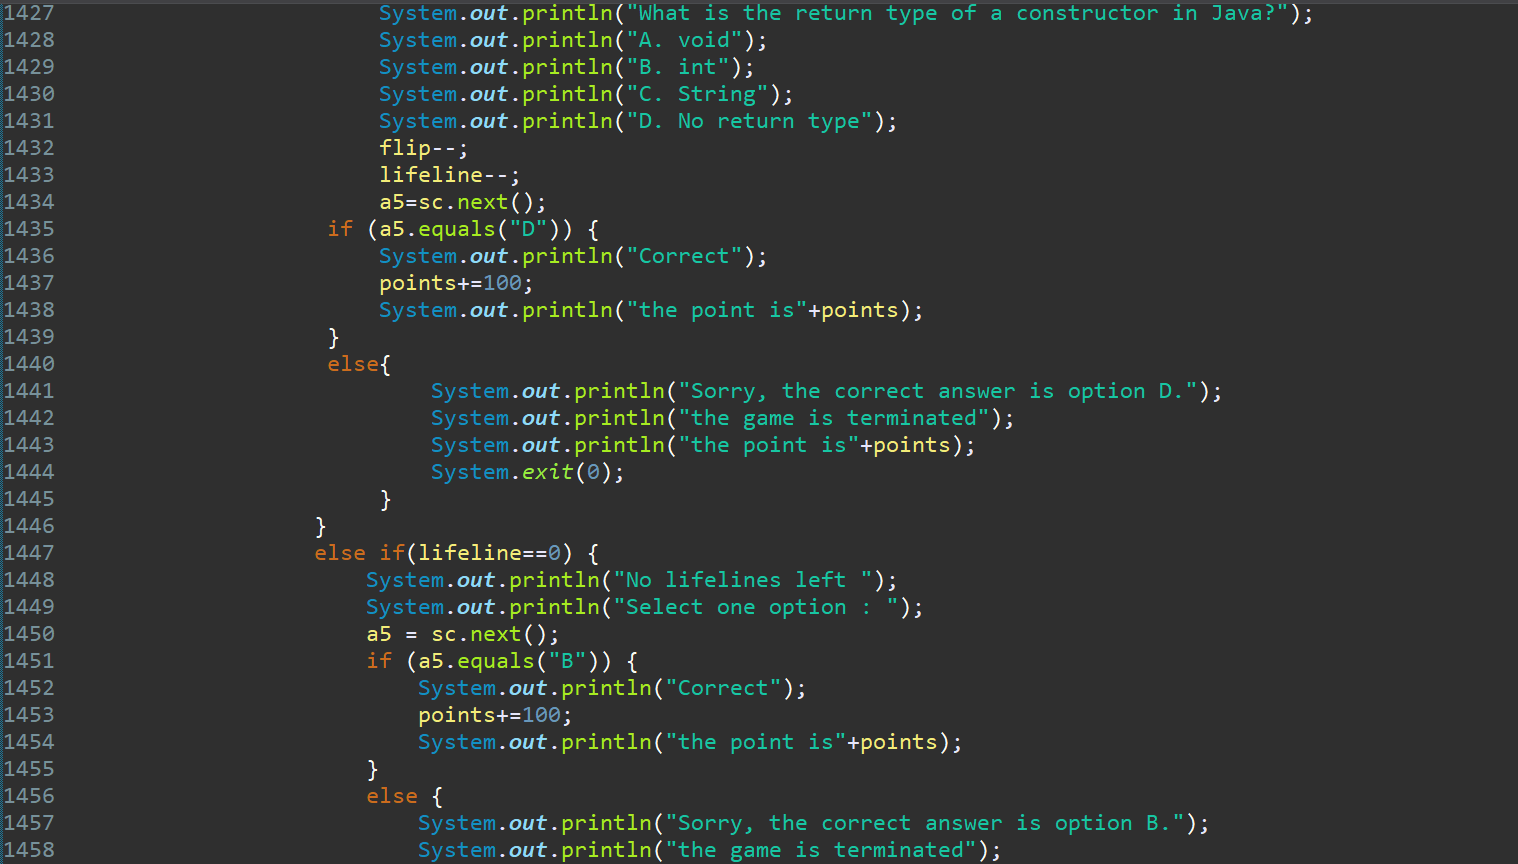 1427 System.out.println("What is the return type of a constructor in Java?");
1428 System.out.println("A. void");
1429 System.out.println("B. int");
1430 System.out.println("C. String");
1431 System.out.println("D. No return type");
1432 flip--;
1433 lifeline--;
1434 a5=sc.next();
1435 if (a5.equals("D")) {
1436 System.out.println("Correct");
1437 points+=100;
1438 System.out.println("the point is"+points);
1439 }
1440 else{
1441 System.out.println("Sorry, the correct answer is option D.");
1442 System.out.println("the game is terminated");
1443 System.out.println("the point is"+points);
1444 System.exit(0);
1445 }
1446 }
1447 else if(lifeline==0) {
1448 System.out.println("No lifelines left ");
1449 System.out.println("Select one option : ");
1450 a5 = sc.next();
1451 if (a5.equals("B")) {
1452 System.out.println("Correct");
1453 points+=100;
1454 System.out.println("the point is"+points);
1455 }
1456 else {
1457 System.out.println("Sorry, the correct answer is option B.");
1458 System.out.println("the game is terminated");